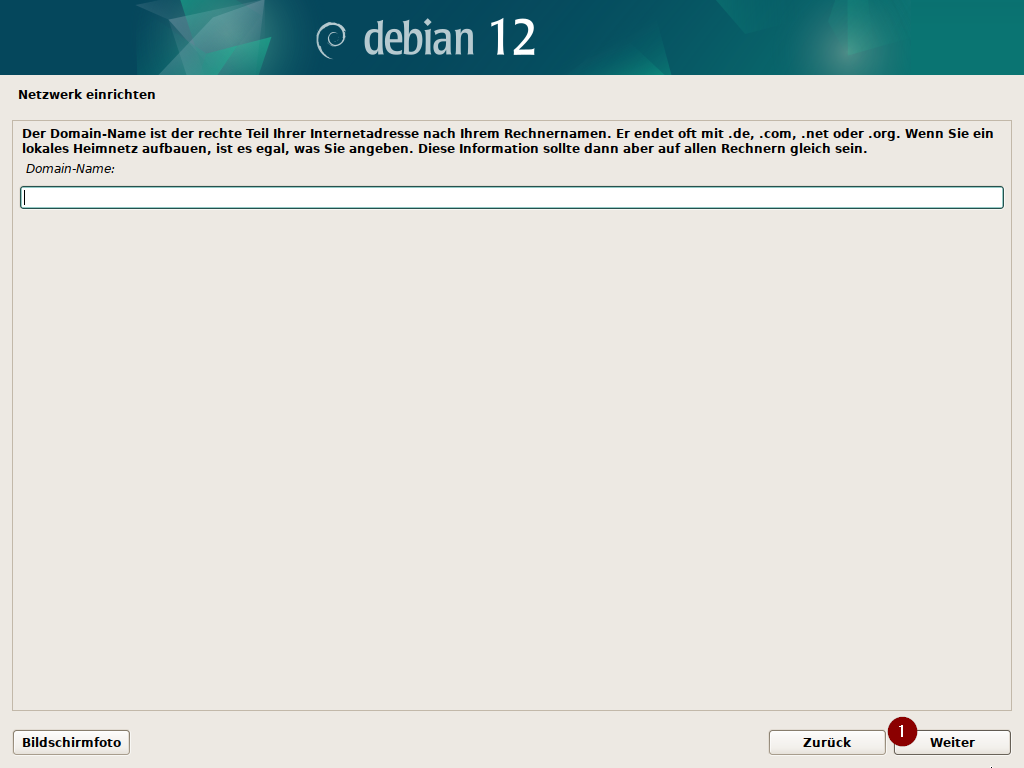 debian 12
Netzwerk einrichten
Der Domain-Name ist der rechte Teil Ihrer Internetadresse nach Ihrem Rechnernamen. Er endet oft mit .de, .com, .net oder .org. Wenn Sie ein
lokales Heimnetz aufbauen, ist es egal, was Sie angeben. Diese Information sollte dann aber auf allen Rechnern gleich sein.
Domain-Name:
Bildschirmfoto
Zurück
1
Weiter